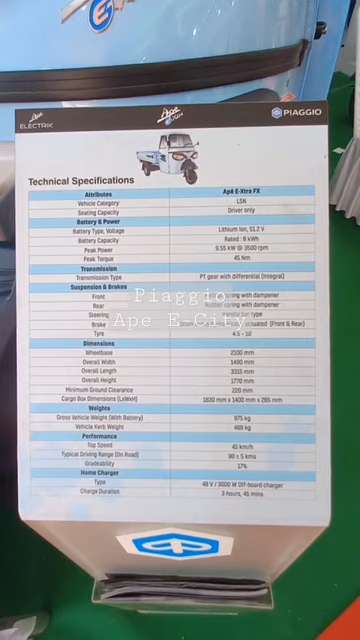 Ape
ELECTRIK
Ape
PIAGGIO
Technical Specifications
Attributes Apé E-Xtra FX
Vehicle Category L5N
Seating Capacity Driver only
Battery & Power
Battery Type, Voltage Lithium Ion, 51.2 V
Battery Capacity Rated : 8 kWh
Peak Power 9.55 kW @ 3500 rpm
Peak Torque 45 Nm
Transmission
Transmission Type PT gear with differential (Integral)
Suspension & Brakes
Front spring with dampener
Piaggio
Rear Rubber spring with dampener
Steering Handle bar type
Ape E-City
Brake actuated (Front & Rear)
Tyre 4.5 - 10
Dimensions
Wheelbase 2100 mm
Overall Width 1490 mm
Overall Length 3315 mm
Overall Height 1770 mm
Minimum Ground Clearance 220 mm
Cargo Box Dimensions (LxWxH) 1830 mm x 1400 mm x 285 mm
Weights
Gross Vehicle Weight (With Battery) 975 kg
Vehicle Kerb Weight 469 kg
Performance
Top Speed 45 km/h
Typical Driving Range (On Road) 90 ± 5 kms
Gradeability 17%
Home Charger
Type 48 V / 3000 W Off-board charger
Charge Duration 3 hours, 45 mins